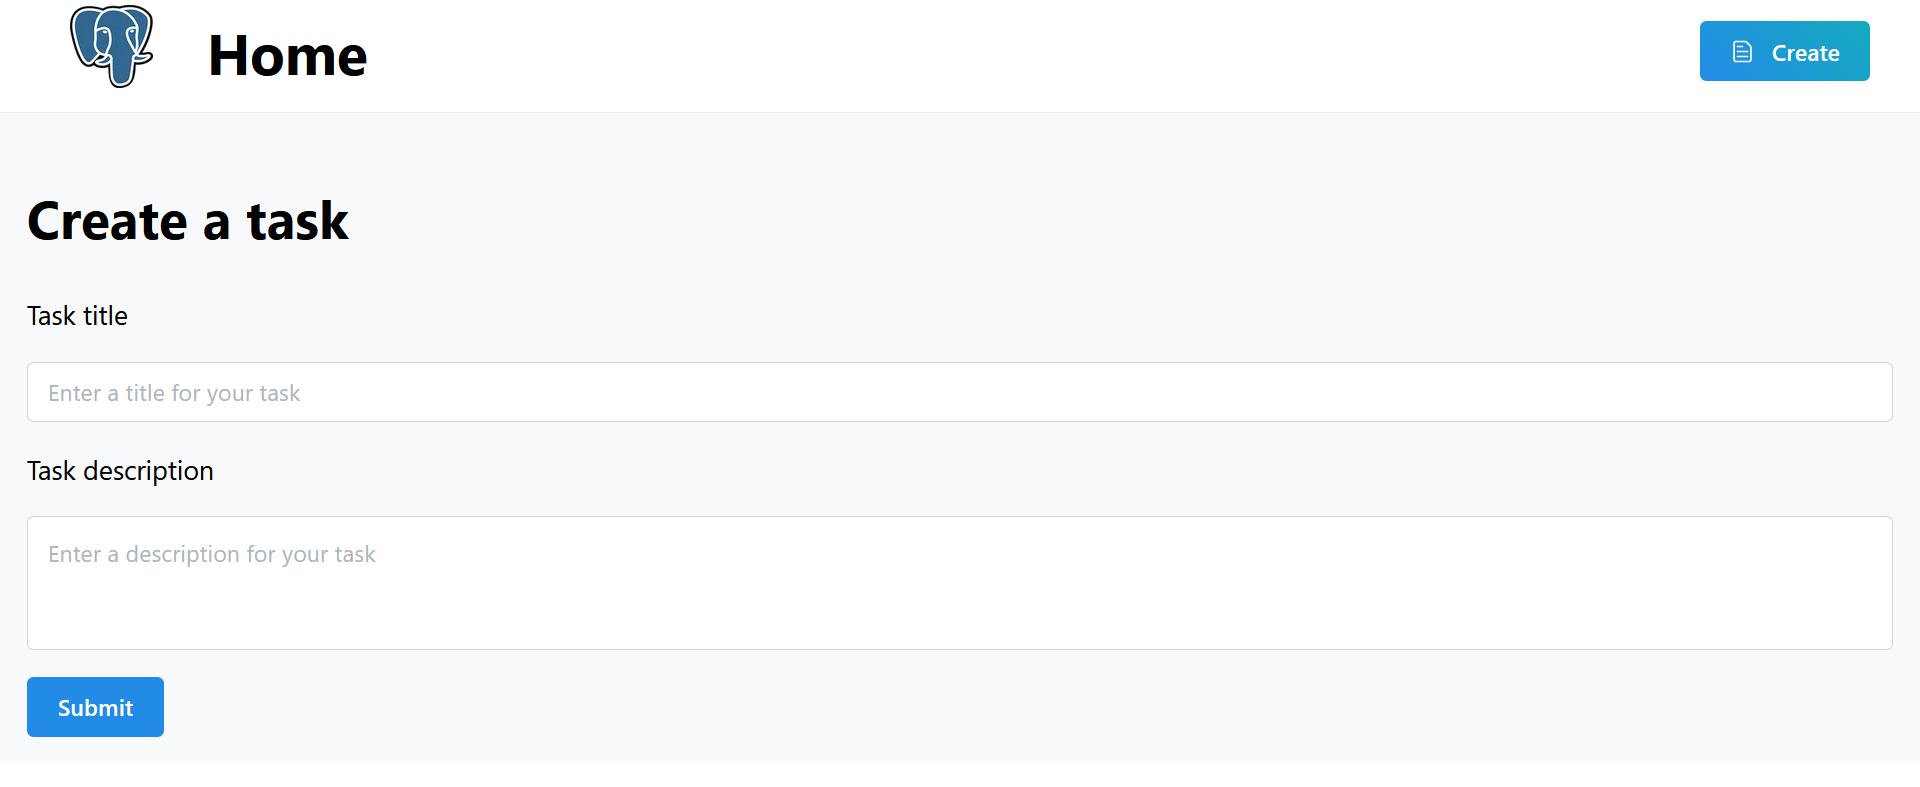 Home
Create
Create a task
Task title
Enter a title for your task
Task description
Enter a description for your task
Submit